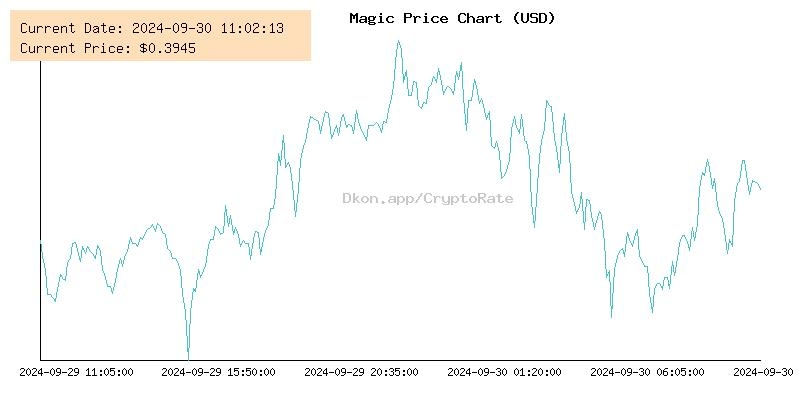 Magic Price Chart (USD)
Current Date: 2024-09-30 11:02:13
Current Price: $0.3945
Dkon.app/CryptoRate
2024-09-29 11:05:00 2024-09-29 15:50:00 2024-09-29 20:35:00 2024-09-30 01:20:00 2024-09-30 06:05:00 2024-09-30